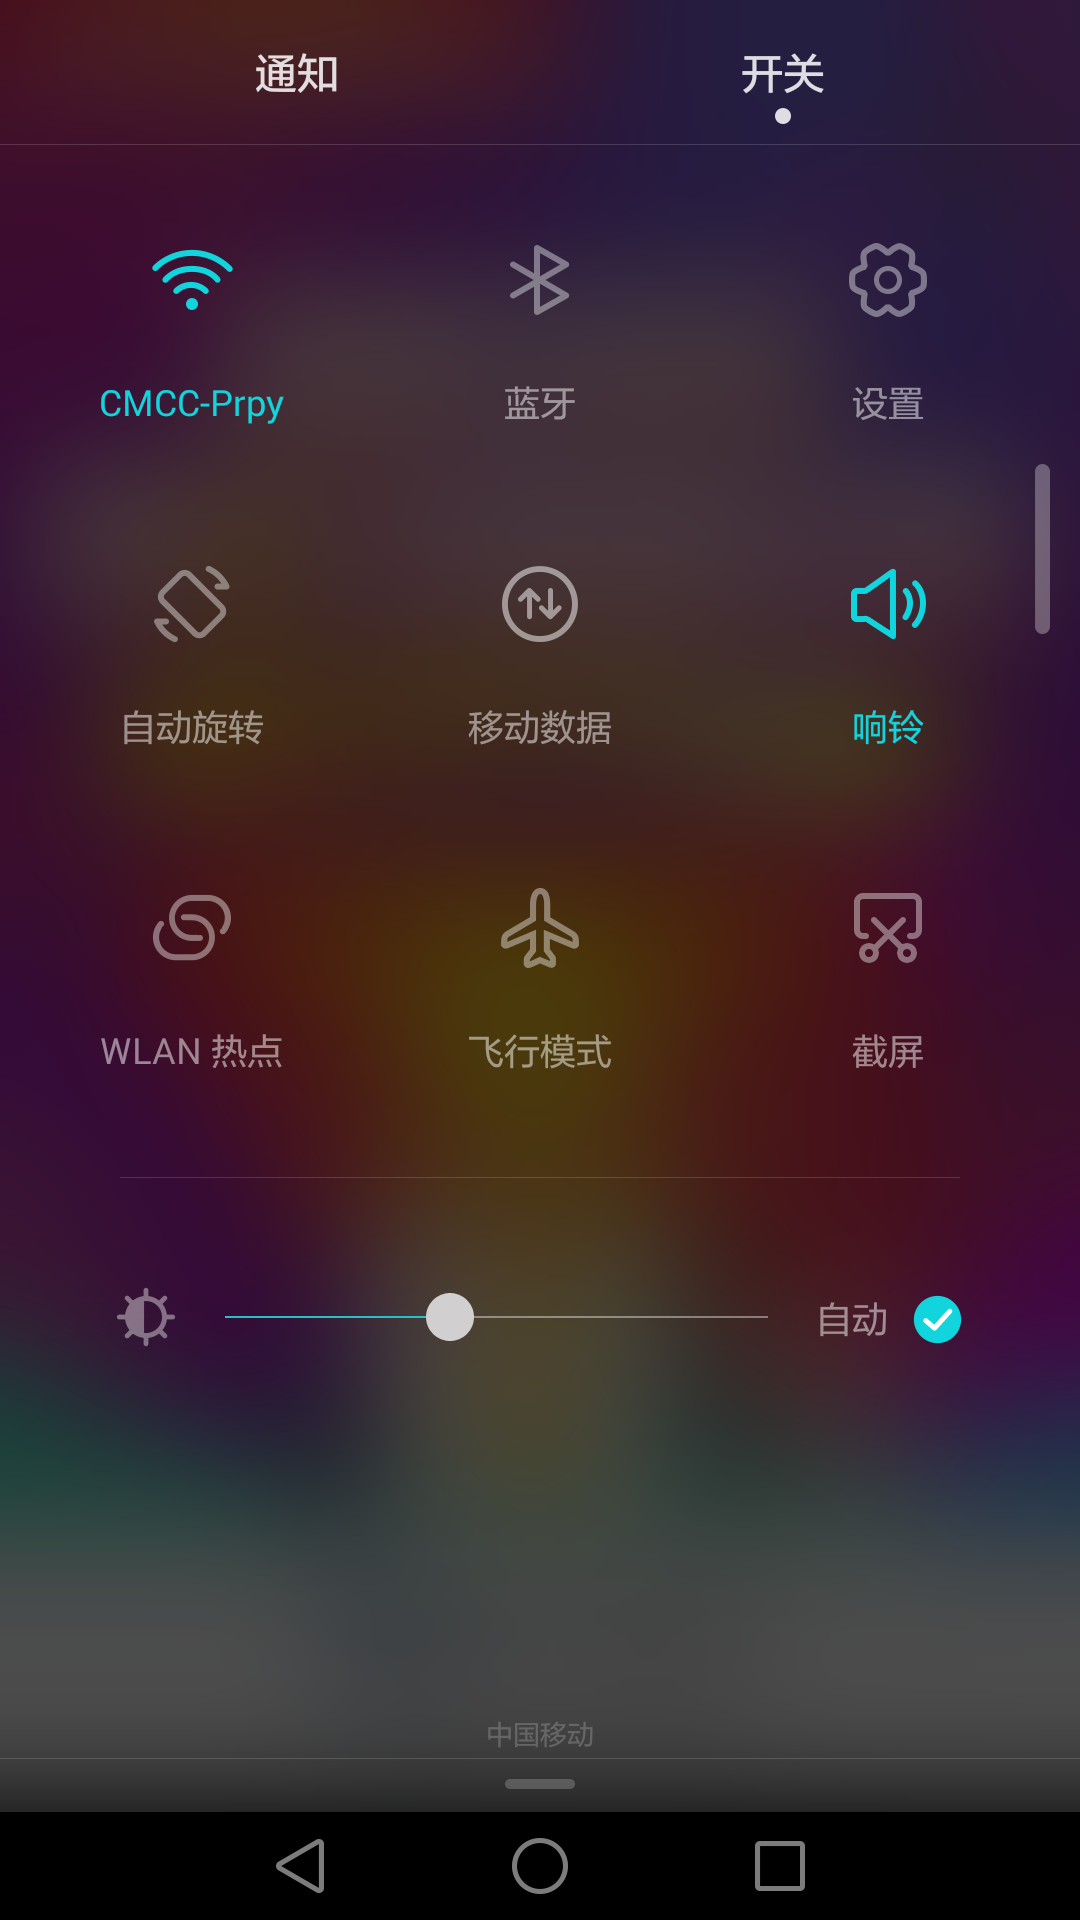 通知 开关
CMCC-Prpy 蓝牙 设置
自动旋转 移动数据 响铃
WLAN 热点 飞行模式 截屏
自动
中国移动